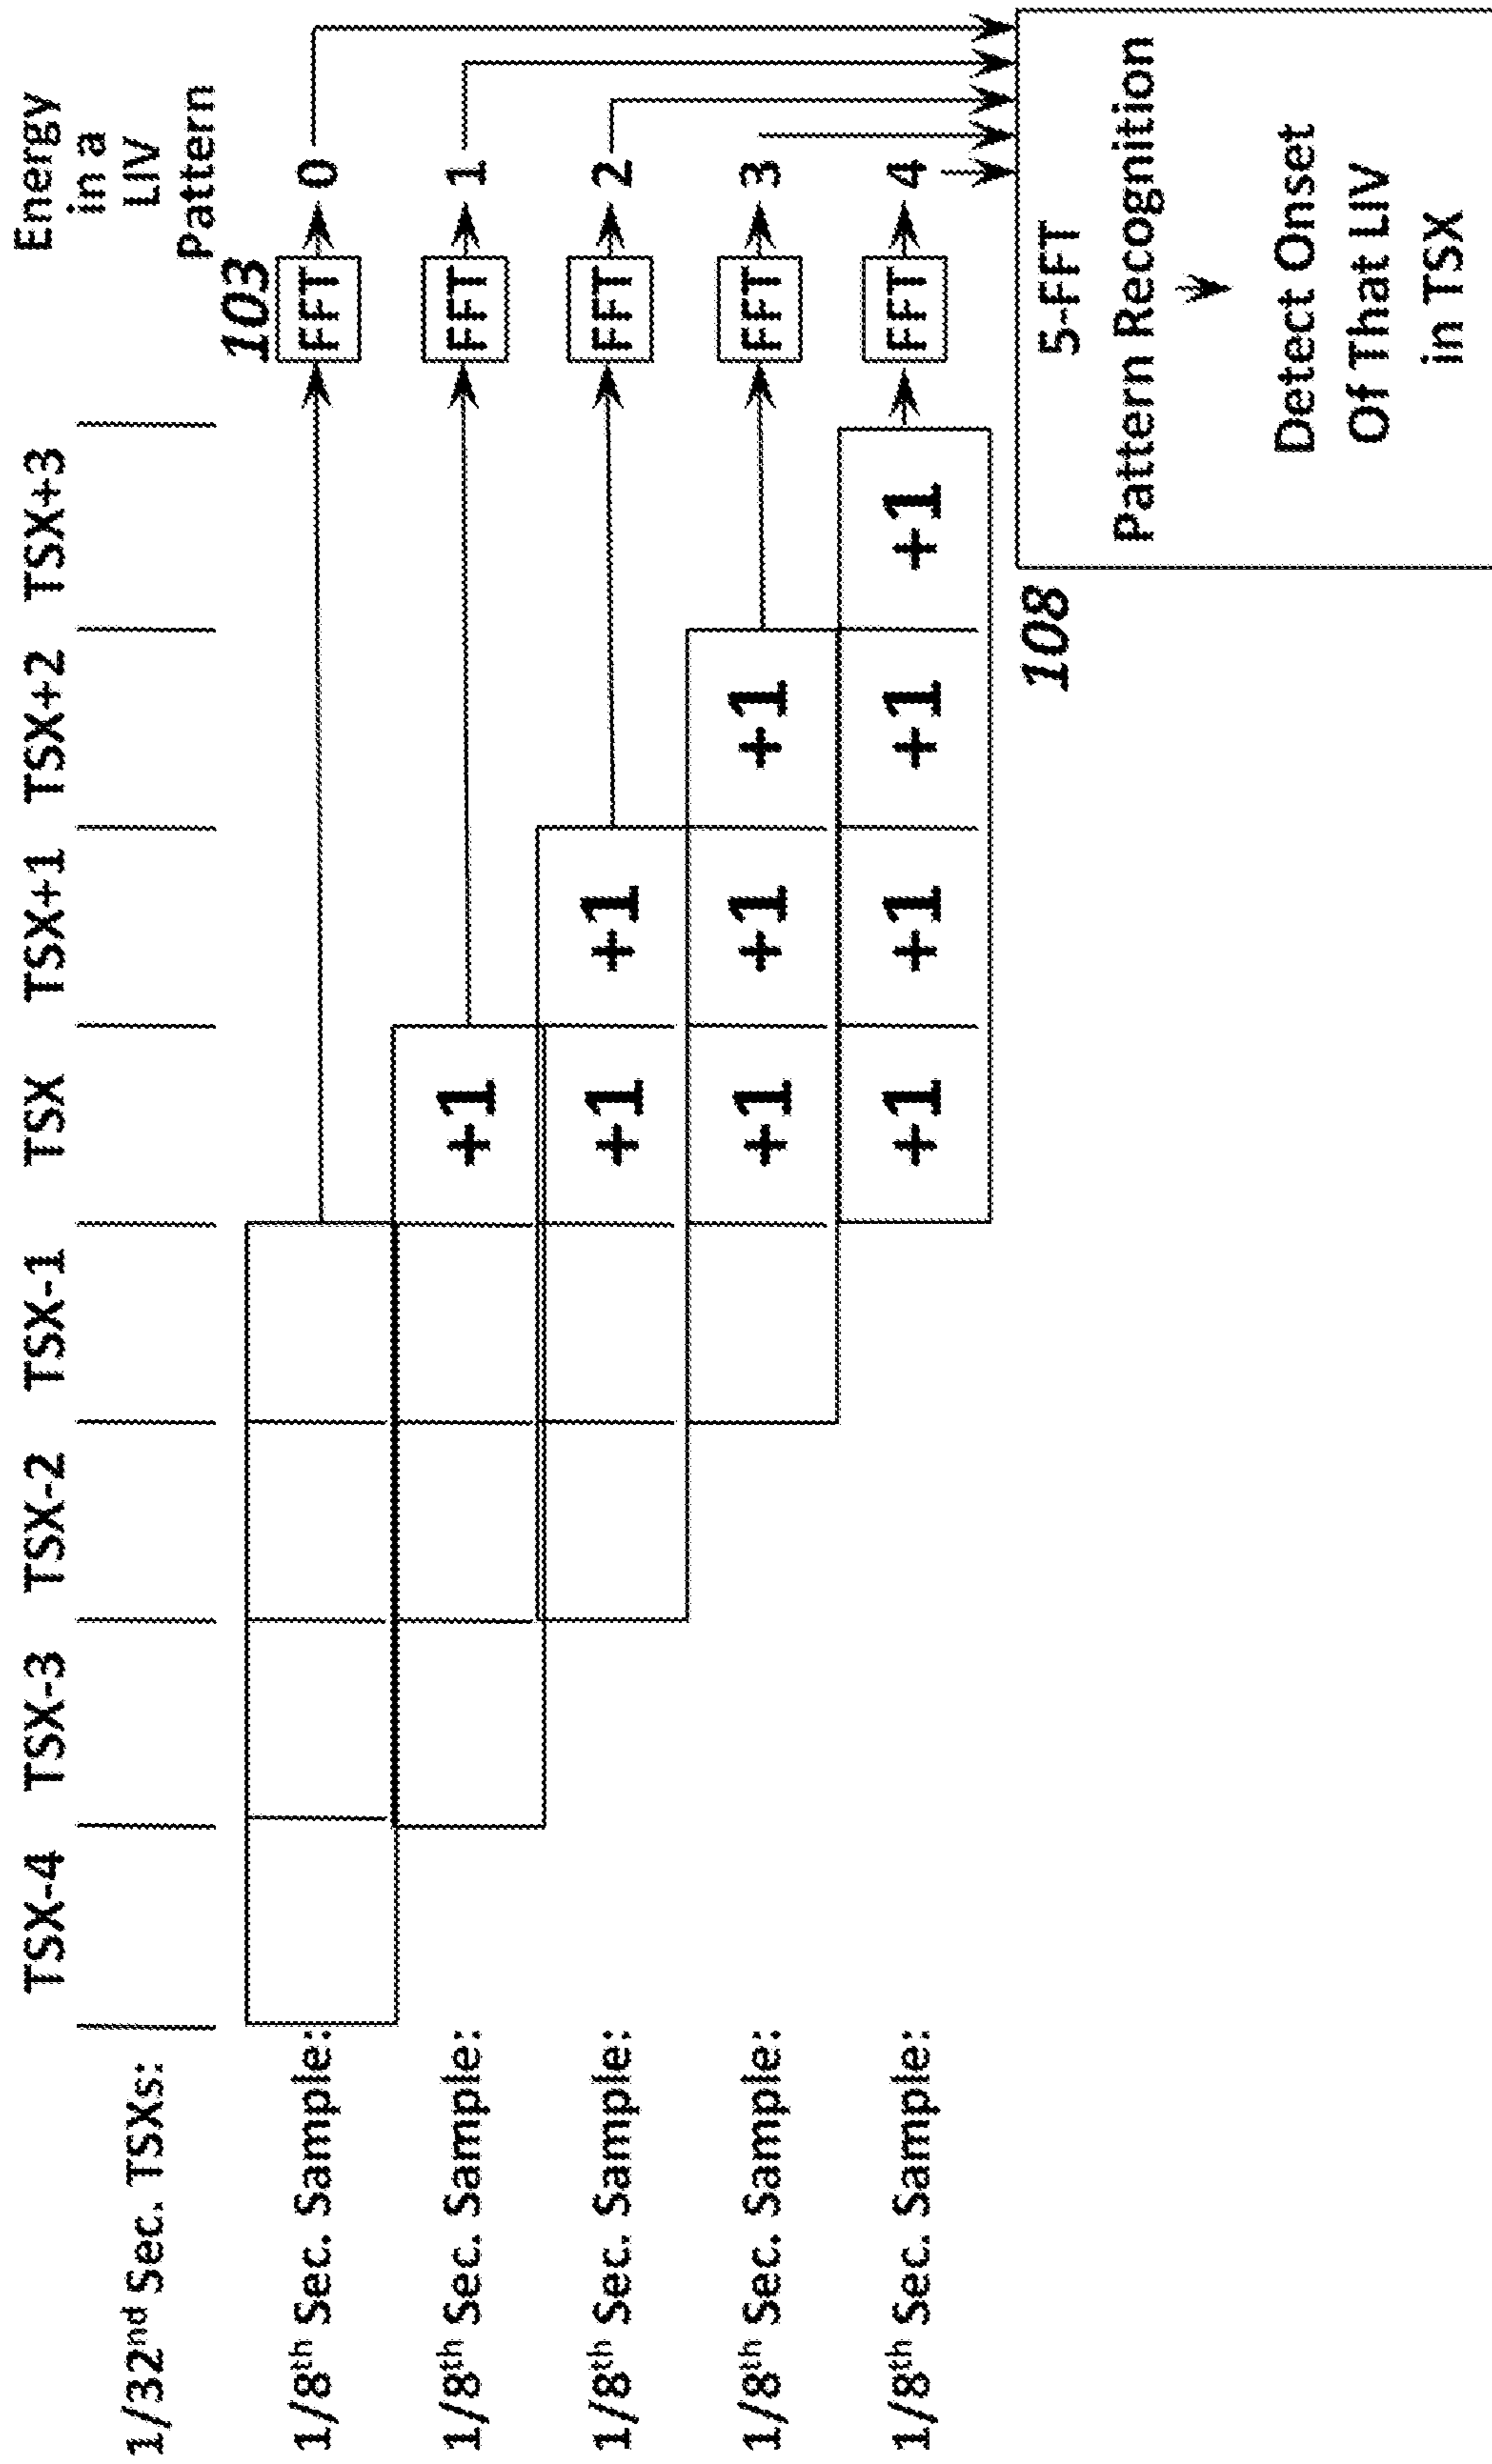 TSX-4 TSX-3 TSX-2 TSX-1 TSX TSX+1 TSX+2 TSX+3
Energy
in a
LIV
Pattern
1/32nd Sec. TSXs:
103
1/8th Sec. Sample: FFT 0
1/8th Sec. Sample: +1 FFT 1
1/8th Sec. Sample: +1 +1 FFT 2
1/8th Sec. Sample: +1 +1 +1 FFT 3
1/8th Sec. Sample: +1 +1 +1 +1 FFT 4
108
5-FFT
Pattern Recognition
Detect Onset
Of That LIV
in TSX